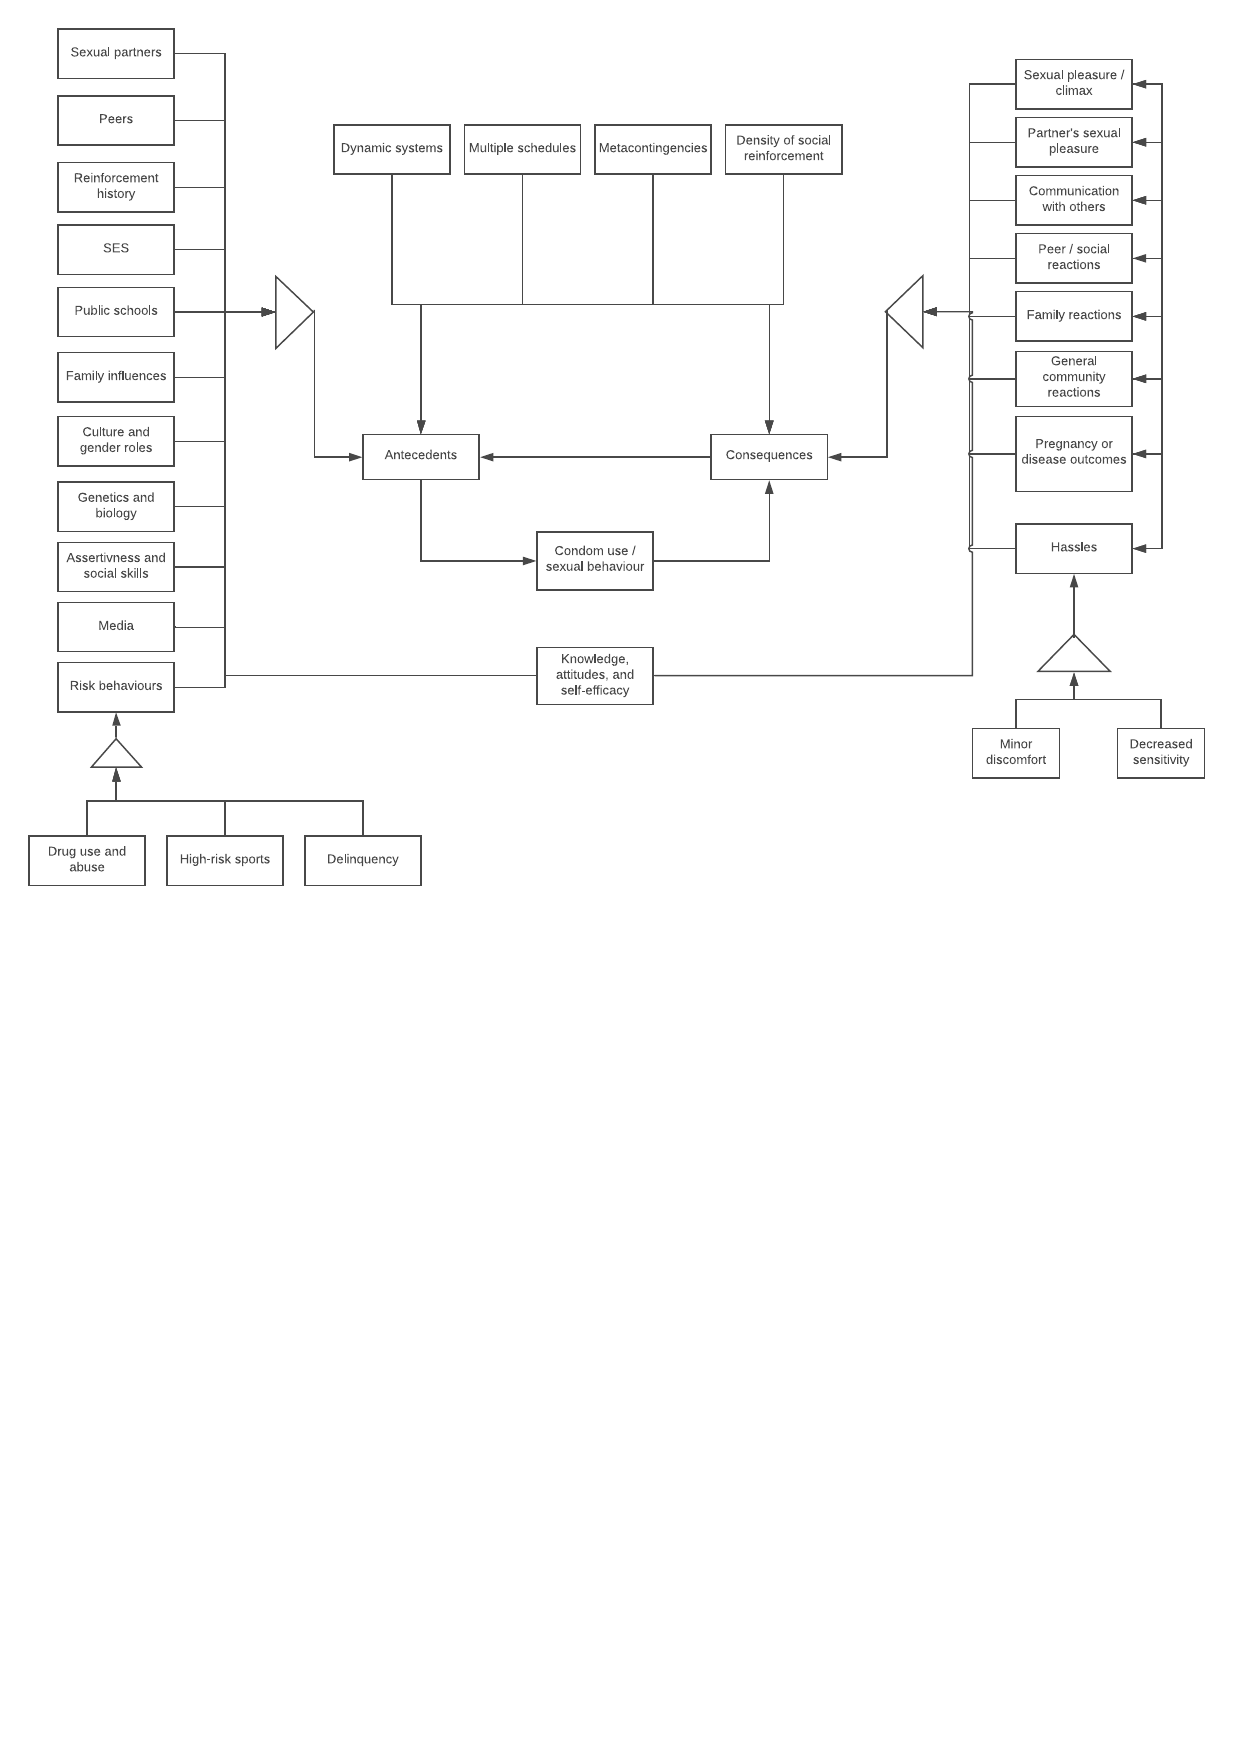 Sexual partners
Peers
Reinforcement
history
SES
Public schools
Family influences
Culture and
gender roles
Genetics and
biology
Assertivness and
social skills
Media
Risk behaviours
Drug use and
abuse
High-risk sports
Delinquency
Dynamic systems
Multiple schedules
Metacontingencies
Density of social
reinforcement
Antecedents
Consequences
Condom use /
sexual behaviour
Knowledge,
attitudes, and
self-efficacy
Sexual pleasure /
climax
Partner's sexual
pleasure
Communication
with others
Peer / social
reactions
Family reactions
General
community
reactions
Pregnancy or
disease outcomes
Hassles
Minor
discomfort
Decreased
sensitivity